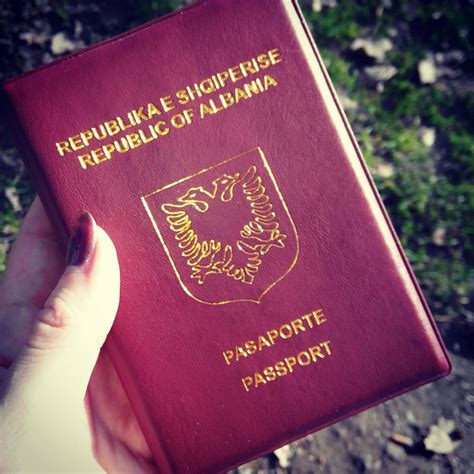 REPUBLIKA E SHQIPERISE
REPUBLIC OF ALBANIA
PASAPORTE
PASSPORT